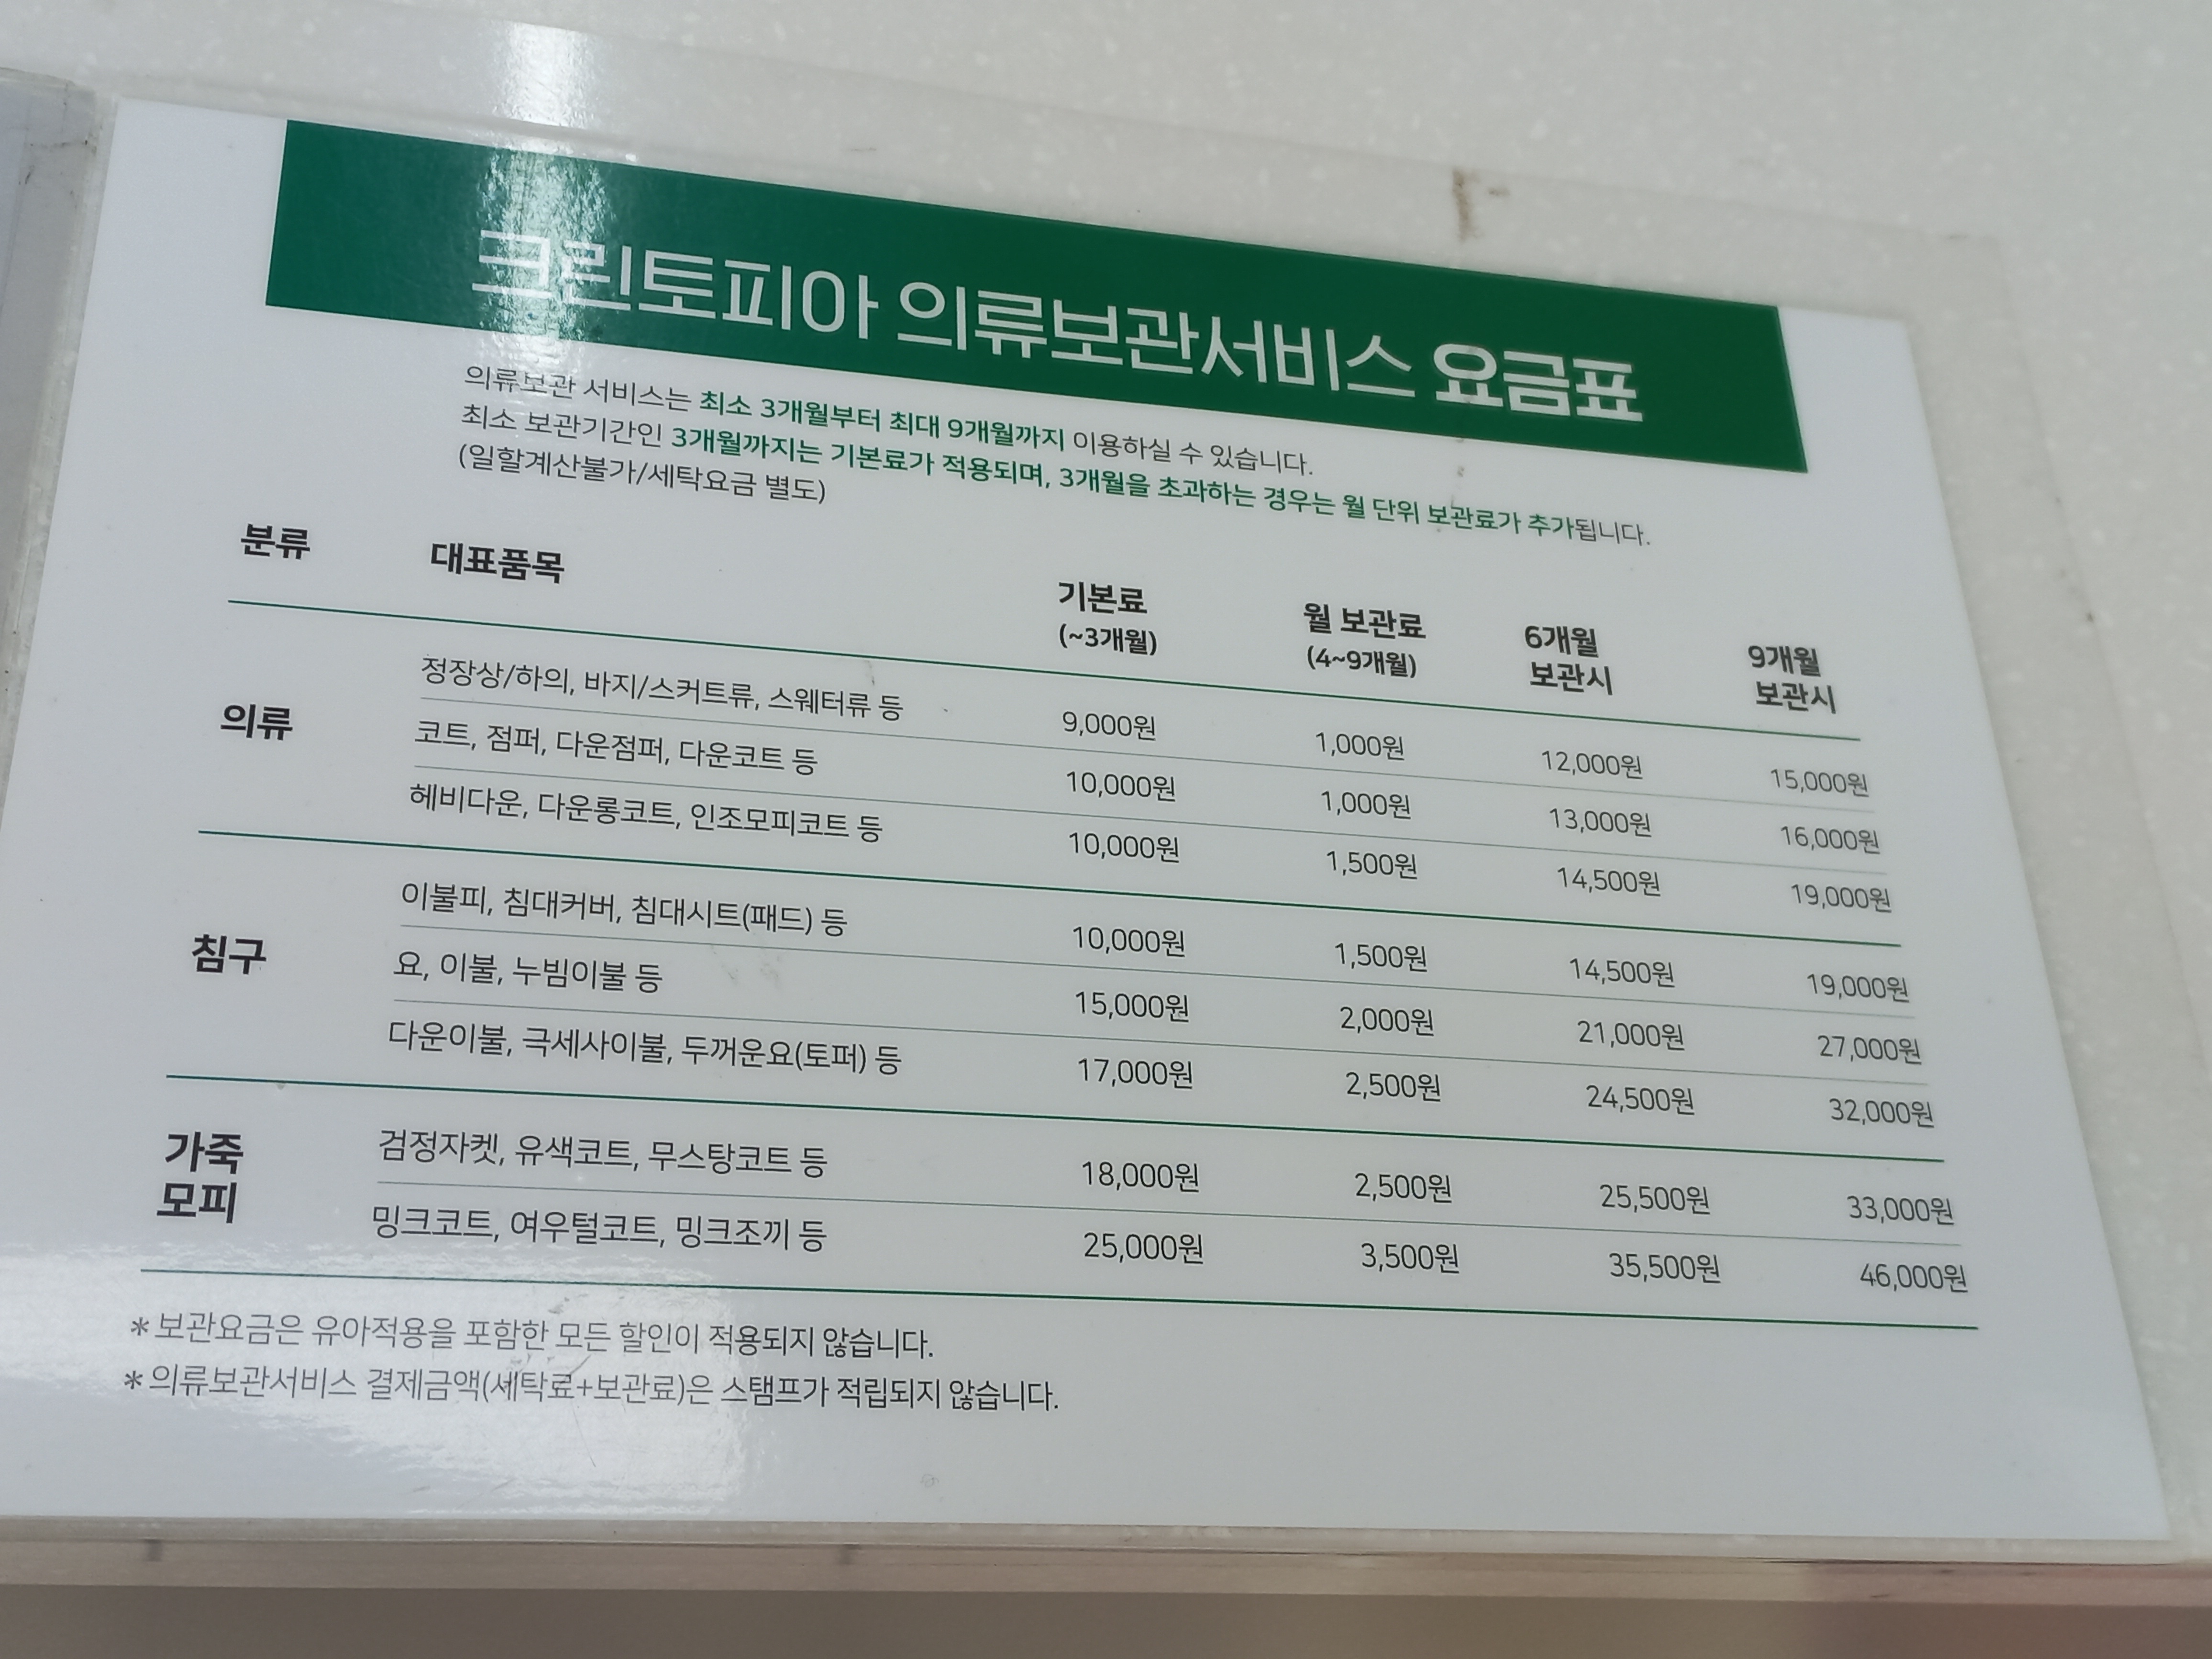 크린토피아 의류보관서비스 요금표
의류보관 서비스는 최소 3개월부터 최대 9개월까지 이용하실 수 있습니다.
최소 보관기간인 3개월까지는 기본료가 적용되며, 3개월을 초과하는 경우는 월 단위 보관료가 추가됩니다.
(일할계산불가/세탁요금 별도)
분류 대표품목 기본료 (~3개월) 월 보관료 (4~9개월) 6개월 보관시 9개월 보관시
의류
정장상/하의, 바지/스커트류, 스웨터류 등 9,000원 1,000원 12,000원 15,000원
코트, 점퍼, 다운점퍼, 다운코트 등 10,000원 1,000원 13,000원 16,000원
헤비다운, 다운롱코트, 인조모피코트 등 10,000원 1,500원 14,500원 19,000원
침구
이불피, 침대커버, 침대시트(패드) 등 10,000원 1,500원 14,500원 19,000원
요, 이불, 누빔이불 등 15,000원 2,000원 21,000원 27,000원
다운이불, 극세사이불, 두꺼운요(토퍼) 등 17,000원 2,500원 24,500원 32,000원
가죽
모피
검정자켓, 유색코트, 무스탕코트 등 18,000원 2,500원 25,500원 33,000원
밍크코트, 여우털코트, 밍크조끼 등 25,000원 3,500원 35,500원 46,000원
* 보관요금은 유아적용을 포함한 모든 할인이 적용되지 않습니다.
* 의류보관서비스 결제금액(세탁료+보관료)은 스탬프가 적립되지 않습니다.